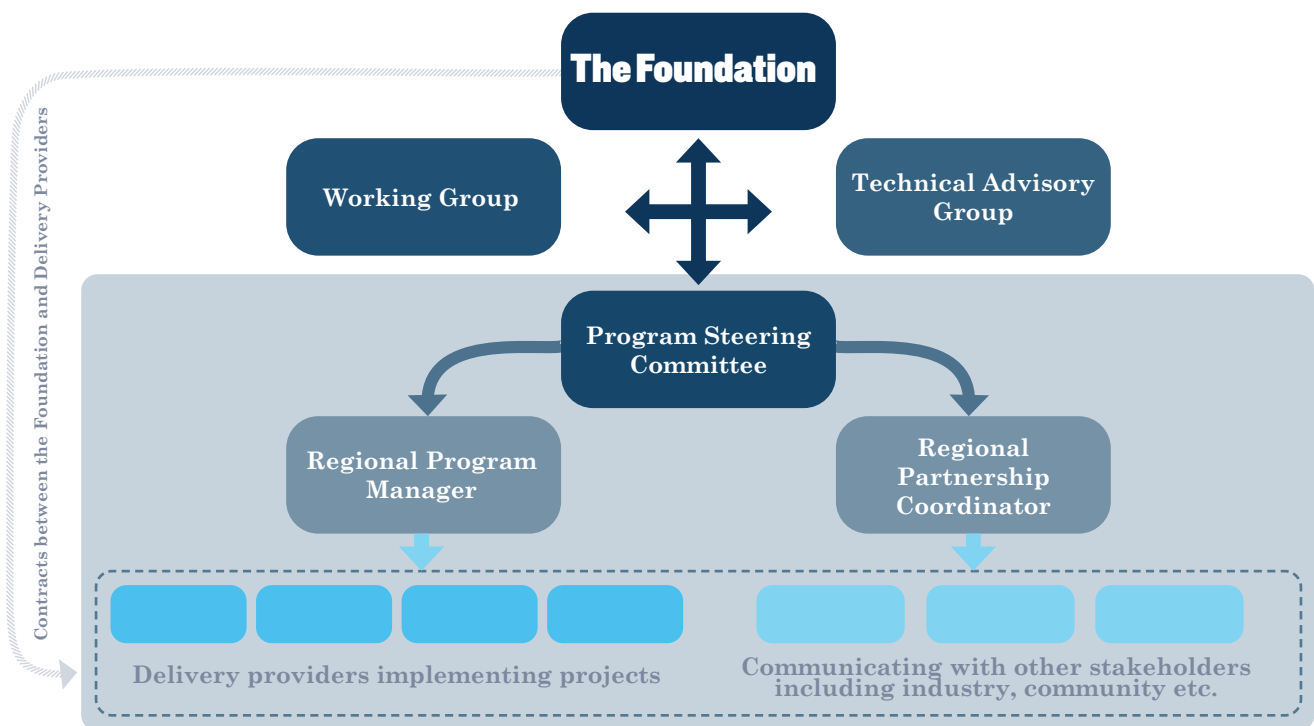 The Foundation
Working Group
Technical Advisory
Group
Contracts between the Foundation and Delivery Providers
Program Steering
Committee
Regional Program
Manager
Regional
Partnership
Coordinator
Delivery providers implementing projects
Communicating with other stakeholders
including industry, community etc.